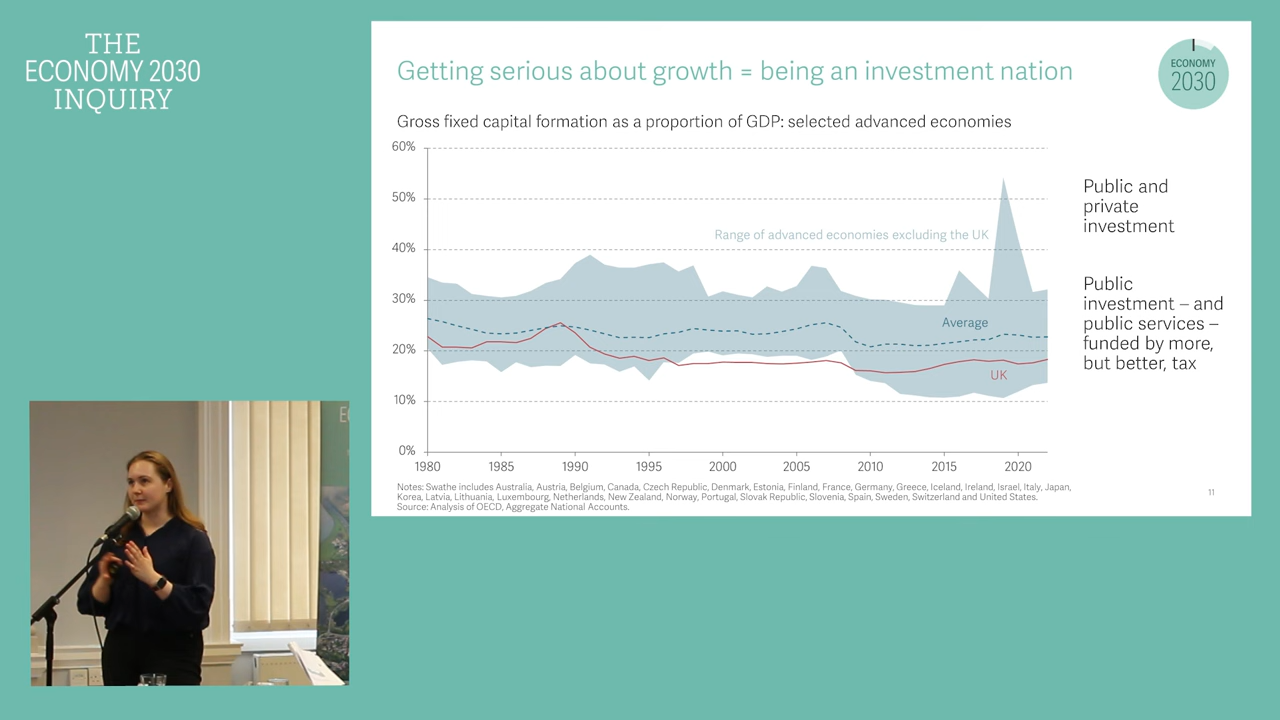 THE
ECONOMY 2030
INQUIRY
Getting serious about growth = being an investment nation
ECONOMY
2030
Gross fixed capital formation as a proportion of GDP: selected advanced economies
60%
50%
40%
30%
20%
10%
0%
Range of advanced economies excluding the UK
Average
UK
1980 1985 1990 1995 2000 2005 2010 2015 2020
Public and
private
investment
Public
investment – and
public services –
funded by more,
but better, tax
Notes: Swathe includes Australia, Austria, Belgium, Canada, Czech Republic, Denmark, Estonia, Finland, France, Germany, Greece, Iceland, Ireland, Israel, Italy, Japan,
Korea, Latvia, Lithuania, Luxembourg, Netherlands, New Zealand, Norway, Portugal, Slovak Republic, Slovenia, Spain, Sweden, Switzerland and United States.
Source: Analysis of OECD, Aggregate National Accounts.
11